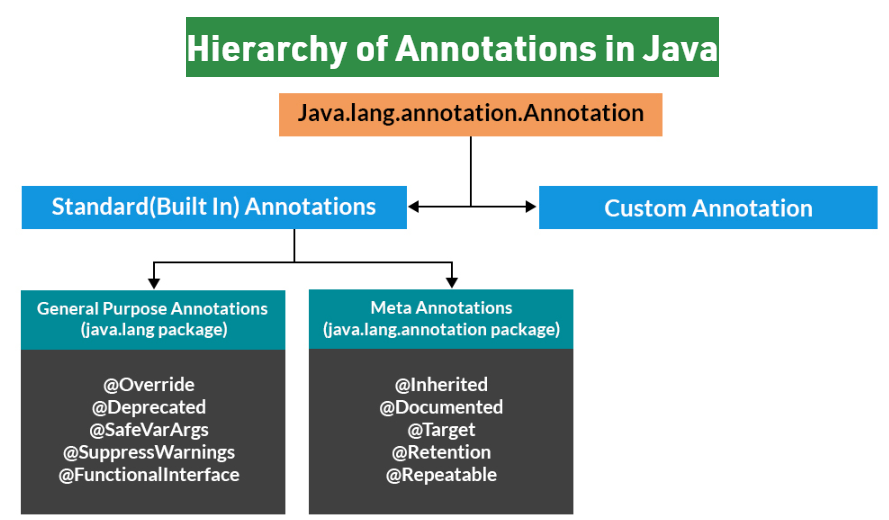 Hierarchy of Annotations in Java
Java.lang.annotation.Annotation
Standard(Built In) Annotations
Custom Annotation
General Purpose Annotations
(java.lang package)
@Override
@Deprecated
@SafeVarArgs
@SuppressWarnings
@FunctionalInterface
Meta Annotations
(java.lang.annotation package)
@Inherited
@Documented
@Target
@Retention
@Repeatable